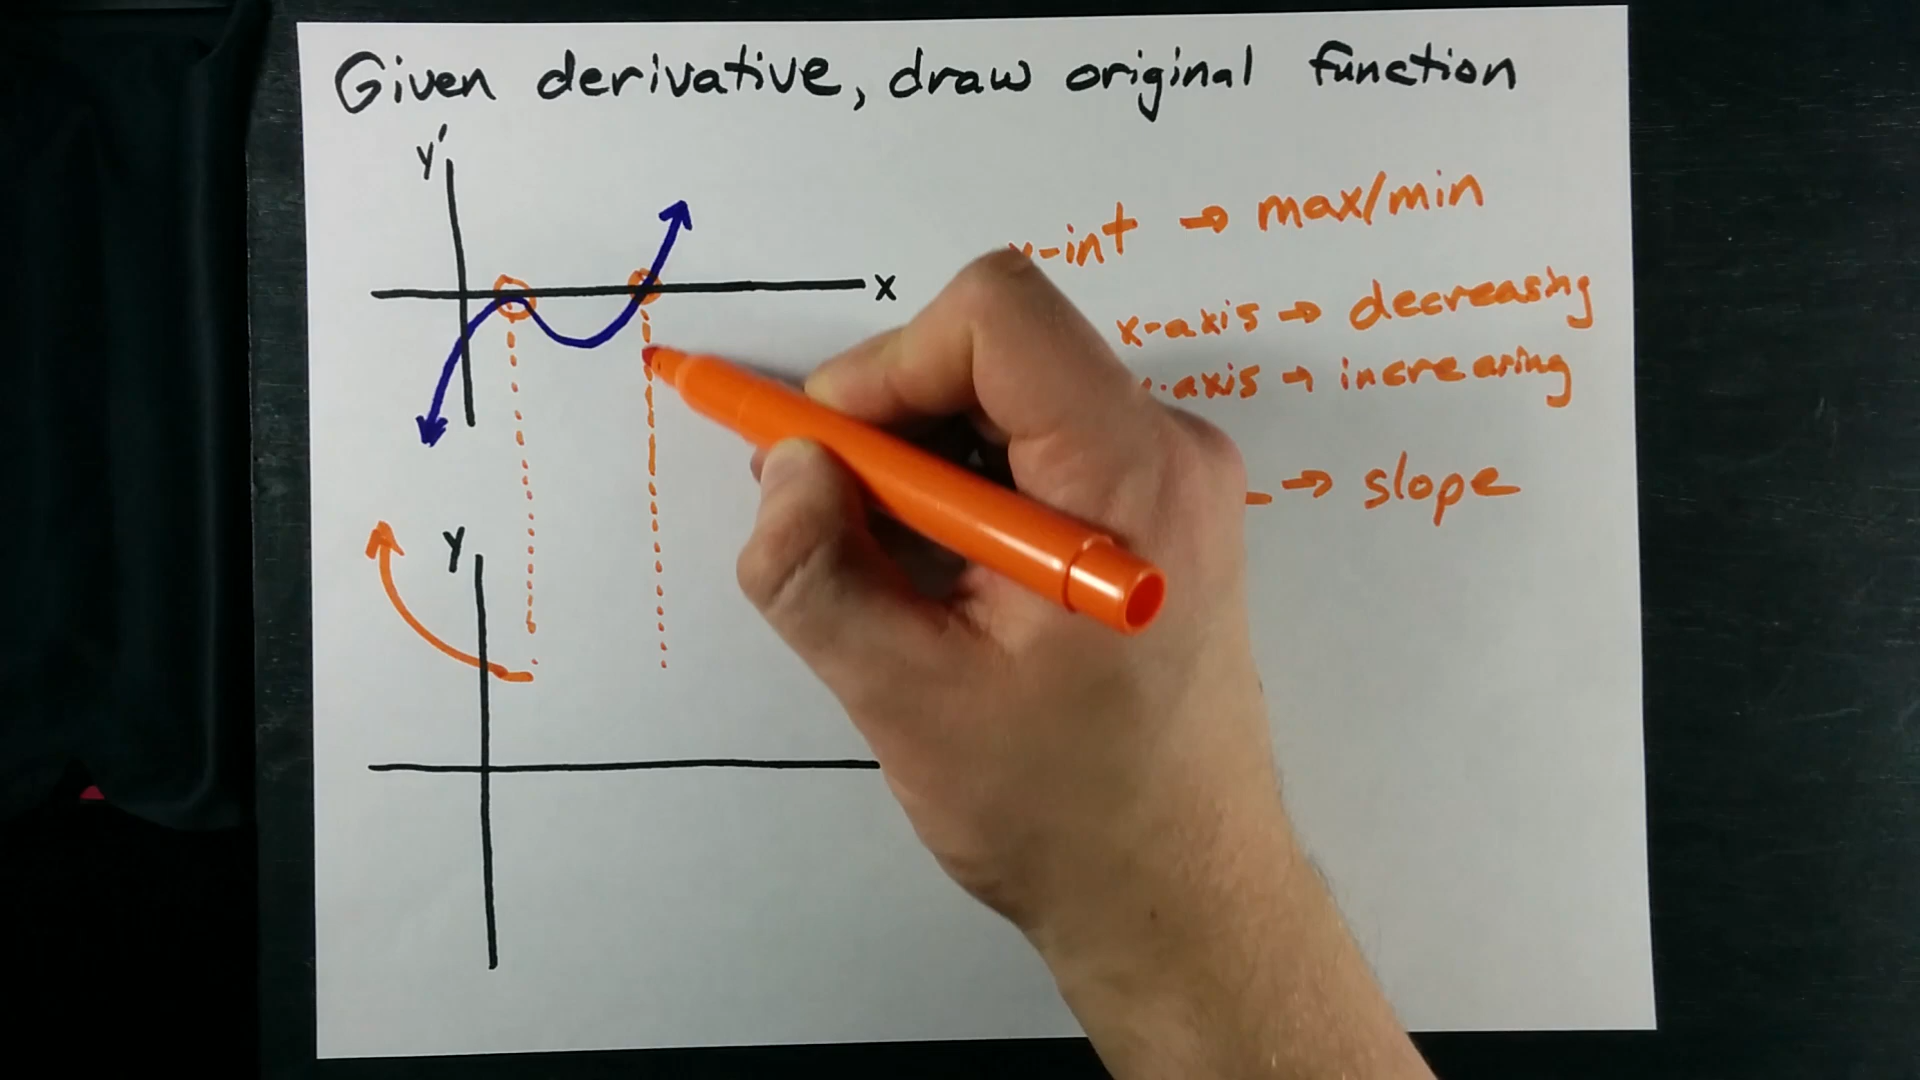 Given derivative, draw original function
y'
x
x-int → max/min
x-axis → decreasing
x-axis → increasing
→ slope
y